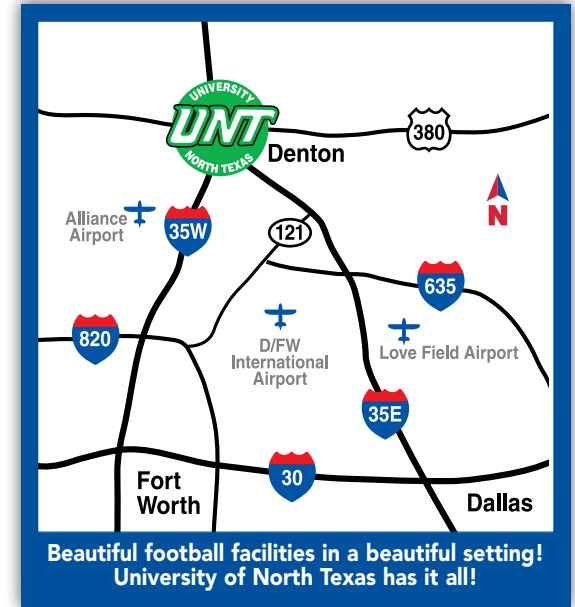 UNIVERSITY
UNT
NORTH TEXAS
Denton
380
N
Alliance
Airport
35W
121
635
820
D/FW
International
Airport
Love Field Airport
35E
30
Fort
Worth
Dallas
Beautiful football facilities in a beautiful setting!
University of North Texas has it all!